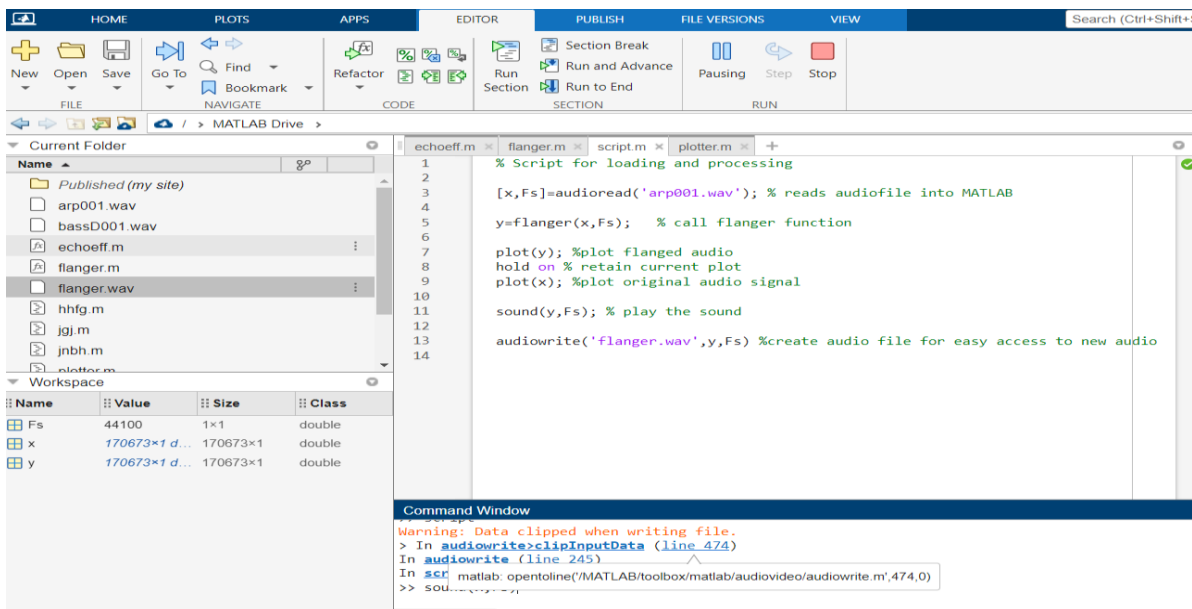 HOME PLOTS APPS EDITOR PUBLISH FILE VERSIONS VIEW Search (Ctrl+Shift+
New Open Save Go To Find Bookmark Refactor Run Section Section Break Run and Advance Run to End Pausing Step Stop
FILE NAVIGATE CODE SECTION RUN
/ > MATLAB Drive >
Current Folder
Name
Published (my site)
arp001.wav
bassD001.wav
echoeff.m
flanger.m
flanger.wav
hhfg.m
jgj.m
jnbh.m
plotter.m
Workspace
Name Value Size Class
Fs 44100 1×1 double
x 170673×1 d... 170673×1 double
y 170673×1 d... 170673×1 double
echoeff.m × flanger.m × script.m × plotter.m × +
1 % Script for loading and processing
2
3 [x,Fs]=audioread('arp001.wav'); % reads audiofile into MATLAB
4
5 y=flanger(x,Fs); % call flanger function
6
7 plot(y); %plot flanged audio
8 hold on % retain current plot
9 plot(x); %plot original audio signal
10
11 sound(y,Fs); % play the sound
12
13 audiowrite('flanger.wav',y,Fs) %create audio file for easy access to new audio
14
Command Window
>> script
Warning: Data clipped when writing file.
> In audiowrite>clipInputData (line 474)
In audiowrite (line 245)
In scr
matlab: opentoline('/MATLAB/toolbox/matlab/audiovideo/audiowrite.m',474,0)
>>